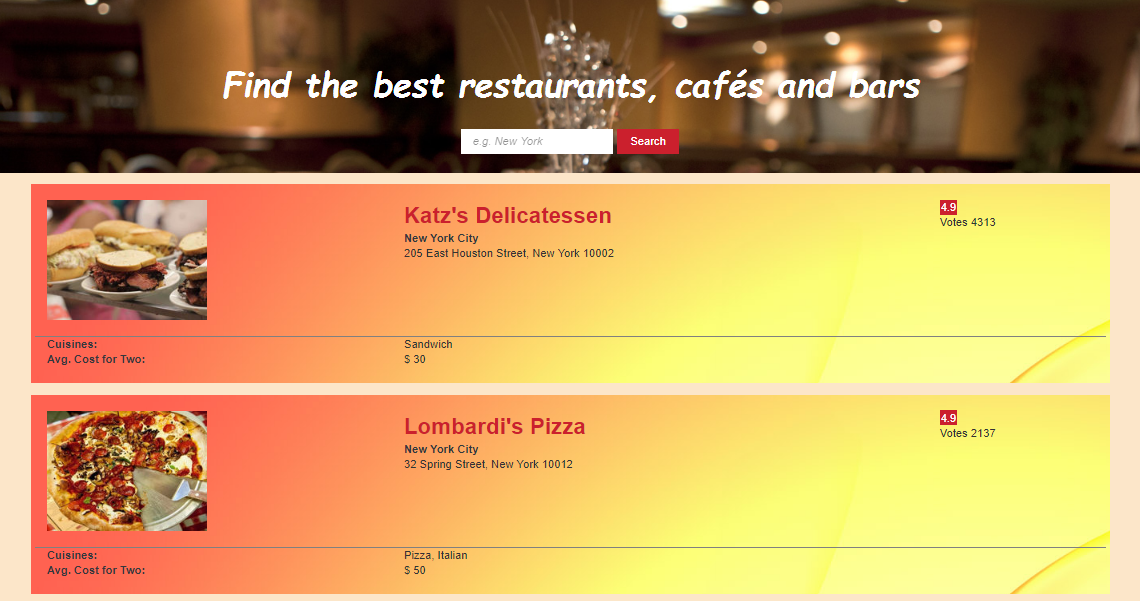 Find the best restaurants, cafés and bars
e.g. New York
Search
Katz's Delicatessen
New York City
205 East Houston Street, New York 10002
4.9
Votes 4313
Cuisines: Sandwich
Avg. Cost for Two: $ 30
Lombardi's Pizza
New York City
32 Spring Street, New York 10012
4.9
Votes 2137
Cuisines: Pizza, Italian
Avg. Cost for Two: $ 50